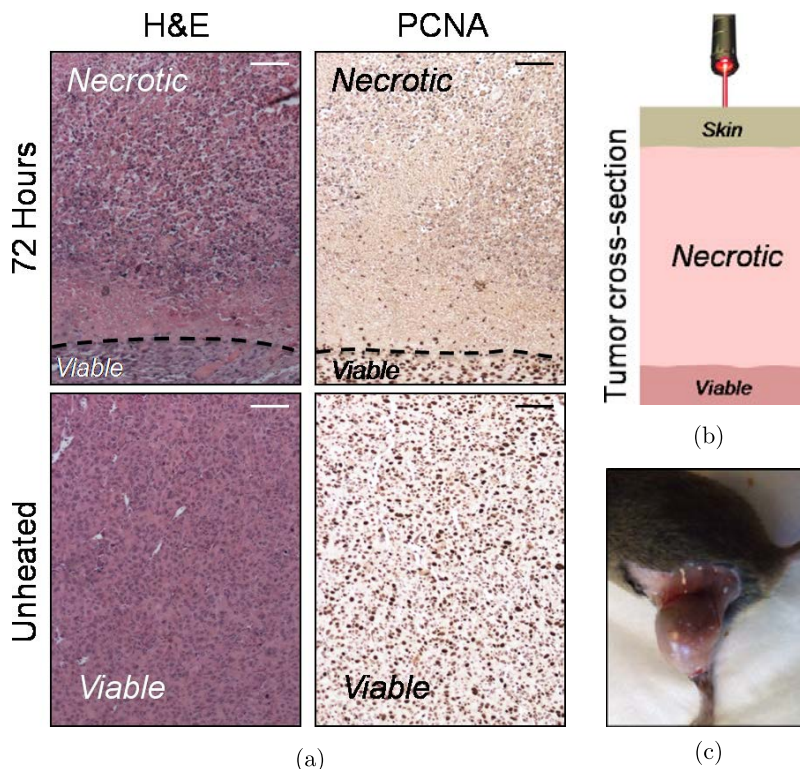 H&E
PCNA
72 Hours
Necrotic
Viable
Necrotic
Viable
Unheated
Viable
Viable
(a)
Tumor cross-section
Skin
Necrotic
Viable
(b)
(c)